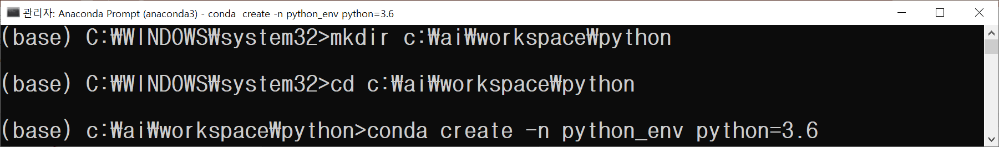 관리자: Anaconda Prompt (anaconda3) - conda  create -n python_env python=3.6
(base) C:₩WINDOWS₩system32>mkdir c:₩ai₩workspace₩python
(base) C:₩WINDOWS₩system32>cd c:₩ai₩workspace₩python
(base) c:₩ai₩workspace₩python>conda create -n python_env python=3.6